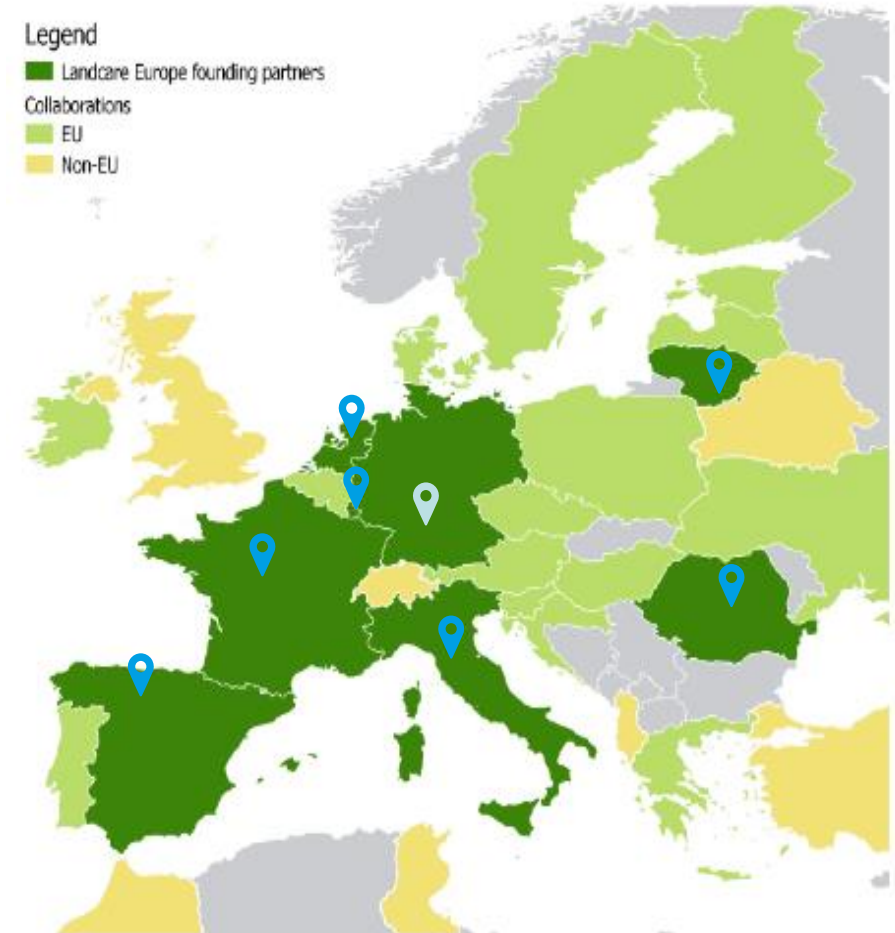 Legend
Landcare Europe founding partners
Collaborations
EU
Non-EU